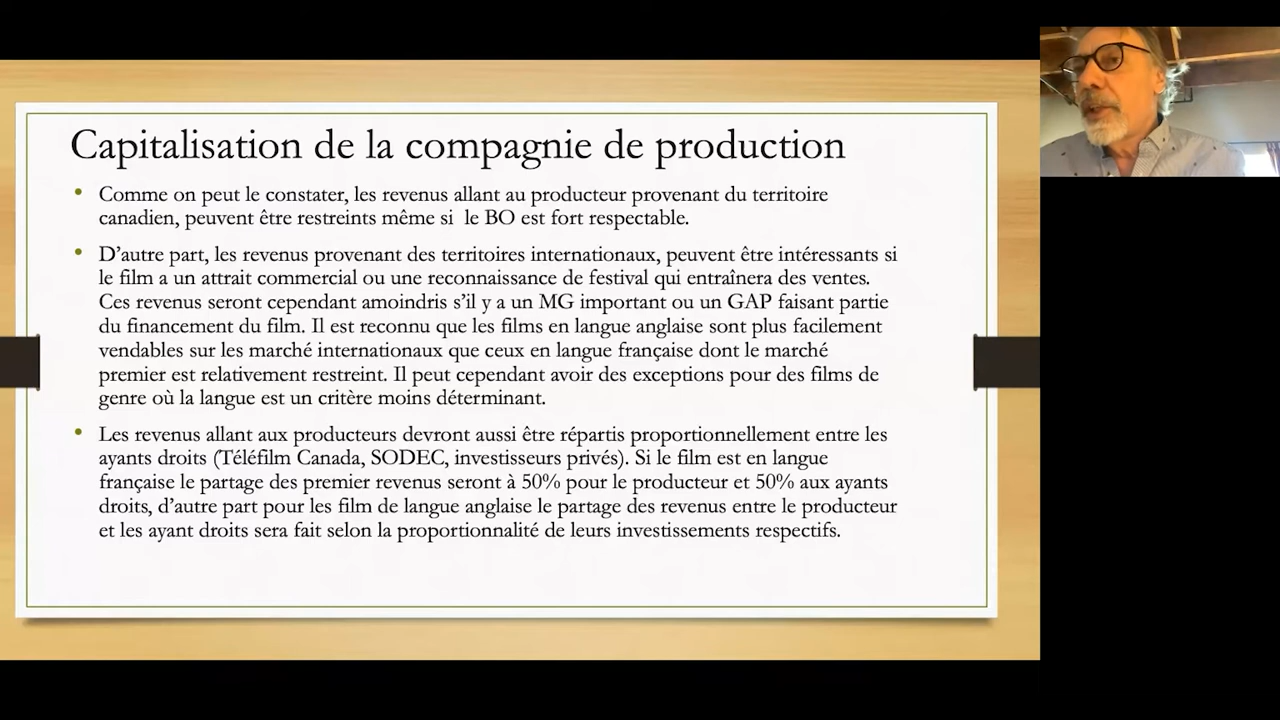 Capitalisation de la compagnie de production
• Comme on peut le constater, les revenus allant au producteur provenant du territoire
canadien, peuvent être restreints même si le BO est fort respectable.
• D’autre part, les revenus provenant des territoires internationaux, peuvent être intéressants si
le film a un attrait commercial ou une reconnaissance de festival qui entraînera des ventes.
Ces revenus seront cependant amoindris s’il y a un MG important ou un GAP faisant partie
du financement du film. Il est reconnu que les films en langue anglaise sont plus facilement
vendables sur les marché internationaux que ceux en langue française dont le marché
premier est relativement restreint. Il peut cependant avoir des exceptions pour des films de
genre où la langue est un critère moins déterminant.
• Les revenus allant aux producteurs devront aussi être répartis proportionnellement entre les
ayants droits (Téléfilm Canada, SODEC, investisseurs privés). Si le film est en langue
française le partage des premier revenus seront à 50% pour le producteur et 50% aux ayants
droits, d’autre part pour les film de langue anglaise le partage des revenus entre le producteur
et les ayant droits sera fait selon la proportionnalité de leurs investissements respectifs.